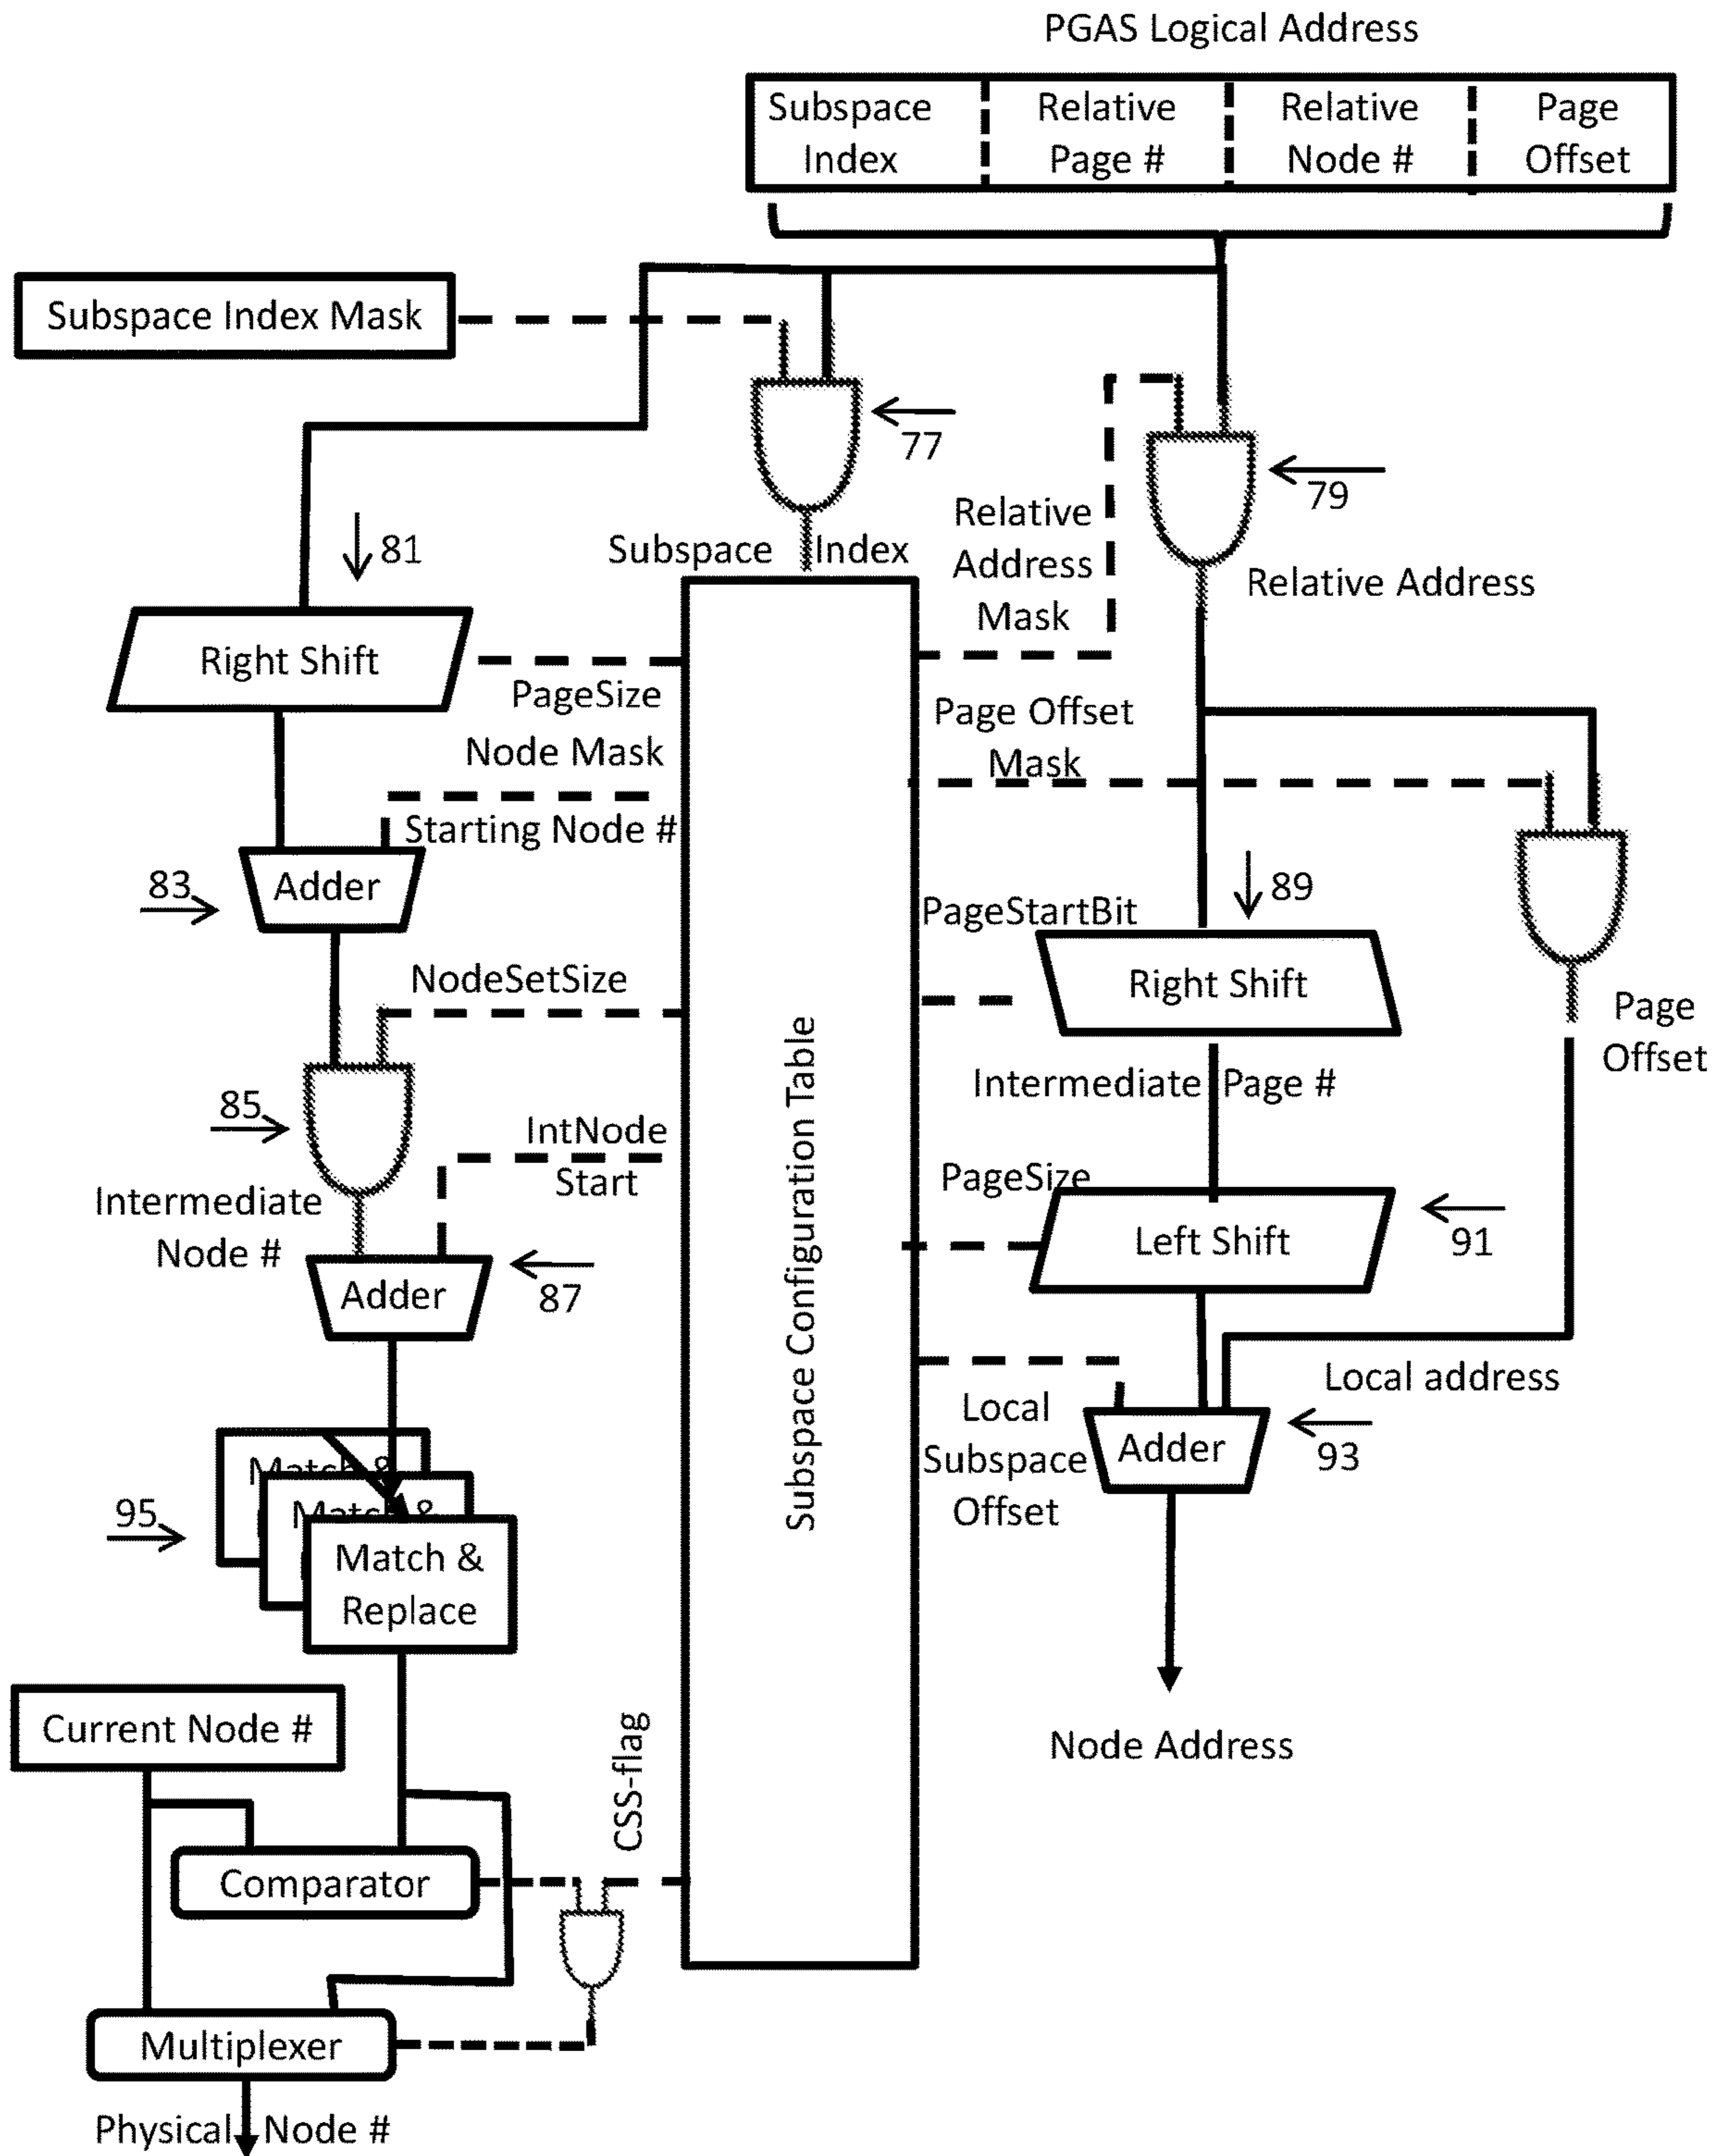 PGAS Logical Address
Subspace Index
Relative Page #
Relative Node #
Page Offset
Subspace Index Mask
77
79
Relative Address Mask
81
Subspace Index
Relative Address
Right Shift
PageSize
Page Offset Mask
Node Mask
Starting Node #
Adder
83
89
PageStartBit
NodeSetSize
Right Shift
Page Offset
Subspace Configuration Table
Intermediate Page #
85
IntNode Start
PageSize
Intermediate Node #
Left Shift
91
Adder
87
Local address
Local Subspace Offset
Adder
93
Match &
Match &
95
Match & Replace
Current Node #
CSS-flag
Node Address
Comparator
Multiplexer
Physical Node #